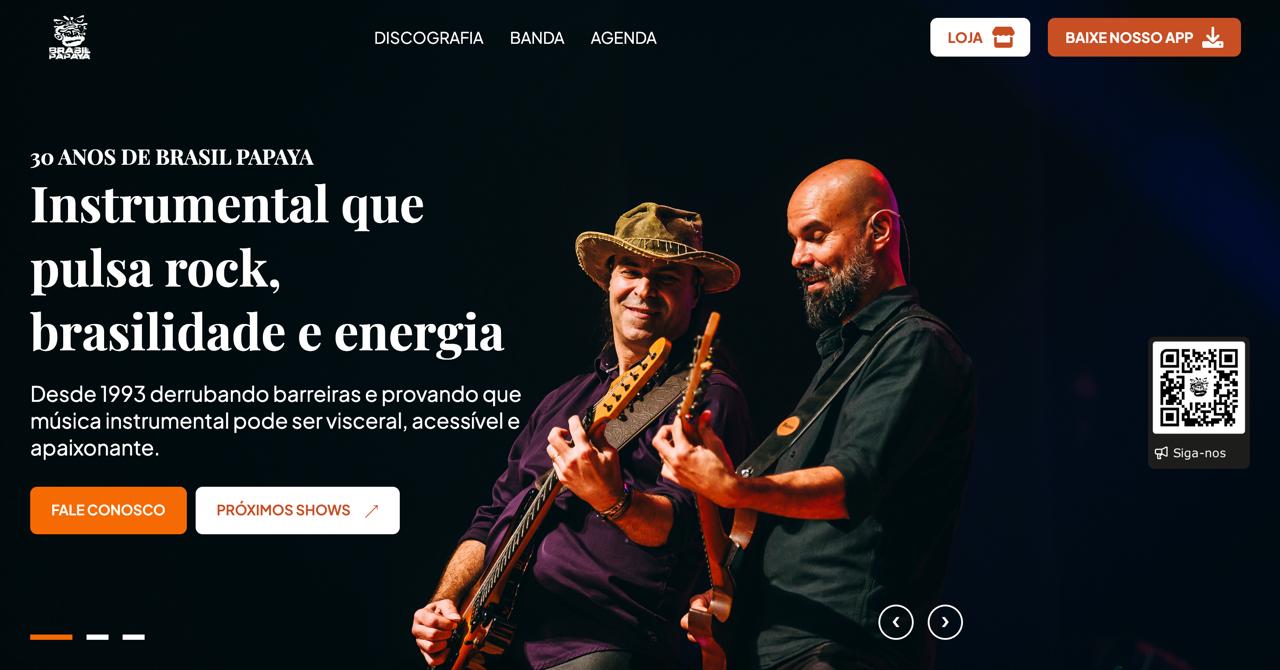 BRASIL
PAPAYA
DISCOGRAFIA
BANDA
AGENDA
LOJA
BAIXE NOSSO APP
30 ANOS DE BRASIL PAPAYA
Instrumental que
pulsa rock,
brasilidade e energia
Desde 1993 derrubando barreiras e provando que
música instrumental pode ser visceral, acessível e
apaixonante.
FALE CONOSCO
PRÓXIMOS SHOWS
Siga-nos